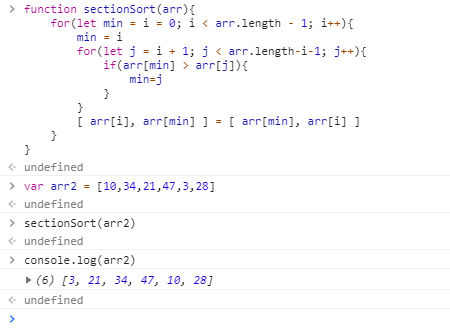 function sectionSort(arr){
for(let min = i = 0; i < arr.length - 1; i++){
min = i
for(let j = i + 1; j < arr.length-i-1; j++){
if(arr[min] > arr[j]){
min=j
}
}
[ arr[i], arr[min] ] = [ arr[min], arr[i] ]
}
}
undefined
var arr2 = [10,34,21,47,3,28]
undefined
sectionSort(arr2)
undefined
console.log(arr2)
(6) [3, 21, 34, 47, 10, 28]
undefined